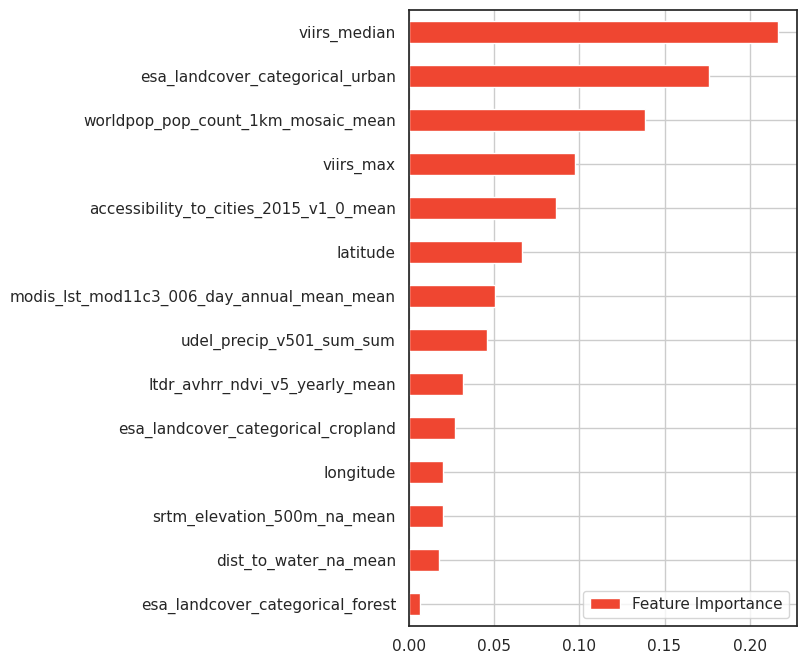 viirs_median
esa_landcover_categorical_urban
worldpop_pop_count_1km_mosaic_mean
viirs_max
accessibility_to_cities_2015_v1_0_mean
latitude
modis_lst_mod11c3_006_day_annual_mean_mean
udel_precip_v501_sum_sum
ltdr_avhrr_ndvi_v5_yearly_mean
esa_landcover_categorical_cropland
longitude
srtm_elevation_500m_na_mean
dist_to_water_na_mean
esa_landcover_categorical_forest
Feature Importance
0.00 0.05 0.10 0.15 0.20